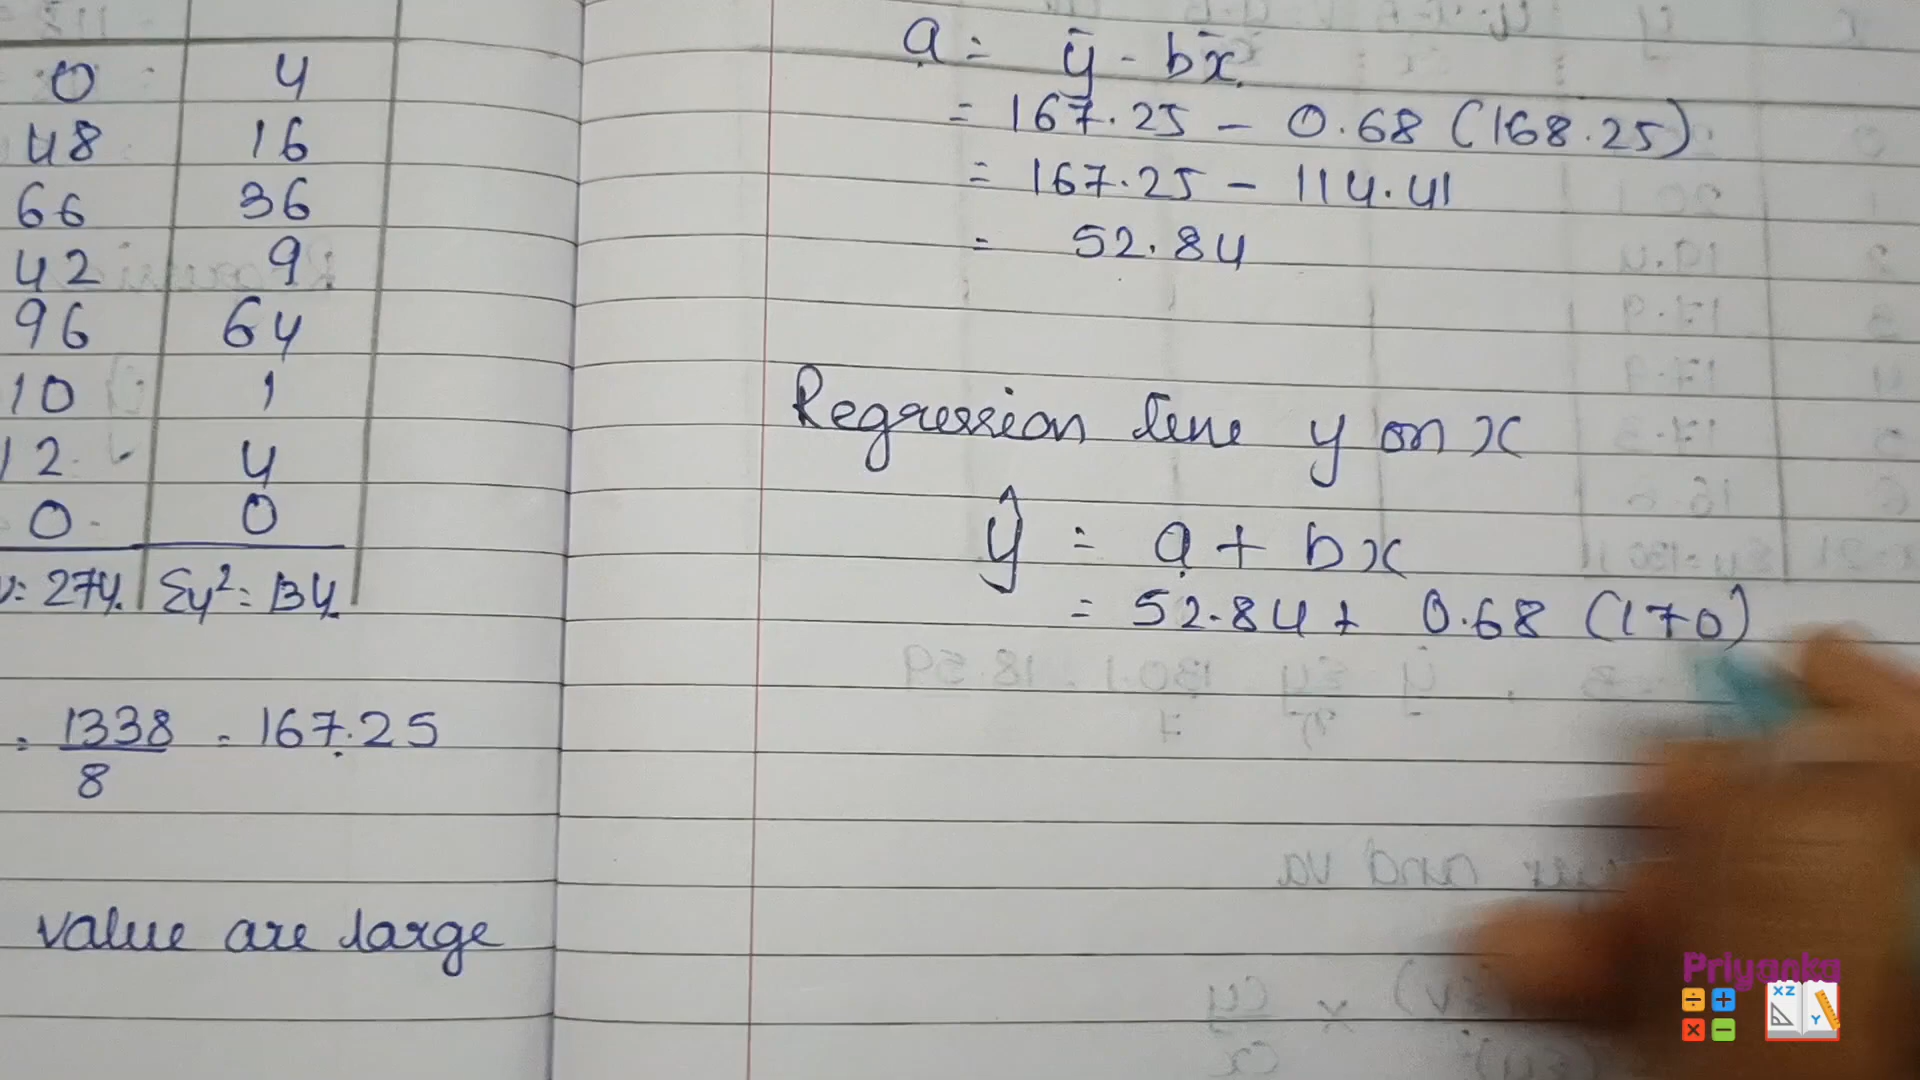 0 4
48 16
66 36
42 9
96 64
10 1
12 4
0 0
= 274. Σy²= 134.
= 1338/8 = 167.25
value are large
a = ȳ - bx̄
= 167.25 - 0.68 (168.25)
= 167.25 - 114.41
= 52.84
Regression line y on x
ŷ = a + bx
= 52.84 + 0.68 (170)
Priyanka